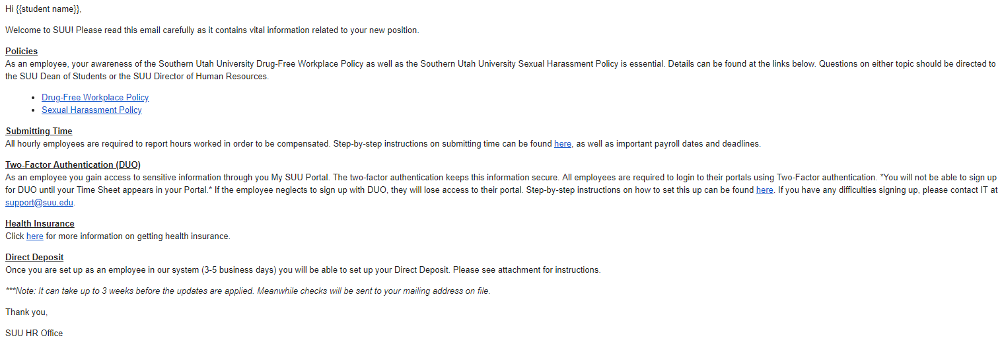 Hi {{student name}},
Welcome to SUU! Please read this email carefully as it contains vital information related to your new position.
Policies
As an employee, your awareness of the Southern Utah University Drug-Free Workplace Policy as well as the Southern Utah University Sexual Harassment Policy is essential. Details can be found at the links below. Questions on either topic should be directed to
the SUU Dean of Students or the SUU Director of Human Resources.
• Drug-Free Workplace Policy
• Sexual Harassment Policy
Submitting Time
All hourly employees are required to report hours worked in order to be compensated. Step-by-step instructions on submitting time can be found here, as well as important payroll dates and deadlines.
Two-Factor Authentication (DUO)
As an employee you gain access to sensitive information through you My SUU Portal. The two-factor authentication keeps this information secure. All employees are required to login to their portals using Two-Factor authentication. *You will not be able to sign up
for DUO until your Time Sheet appears in your Portal.* If the employee neglects to sign up with DUO, they will lose access to their portal. Step-by-step instructions on how to set this up can be found here. If you have any difficulties signing up, please contact IT at
support@suu.edu.
Health Insurance
Click here for more information on getting health insurance.
Direct Deposit
Once you are set up as an employee in our system (3-5 business days) you will be able to set up your Direct Deposit. Please see attachment for instructions.
***Note: It can take up to 3 weeks before the updates are applied. Meanwhile checks will be sent to your mailing address on file.
Thank you,
SUU HR Office